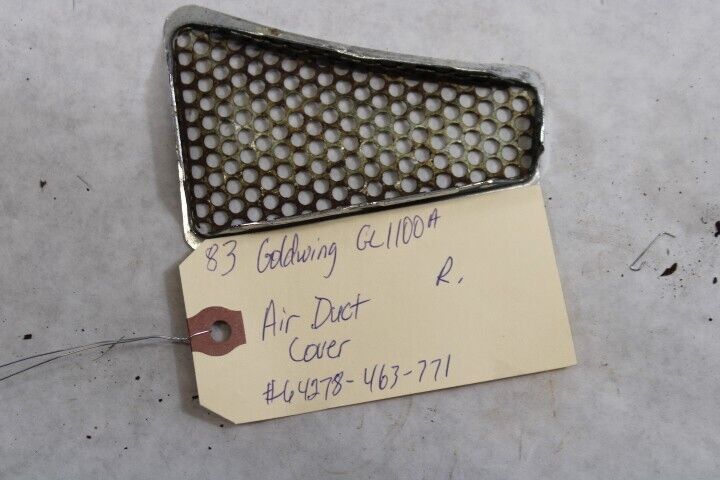 83 Goldwing GL1100A
R.
Air Duct
Cover
#64278-463-771